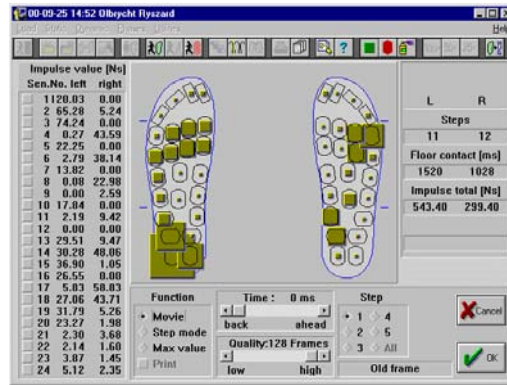 00-09-25 14:52 Olbrycht Ryszard
Help
Impulse value [Ns]
Sen.No. left right
1 120.03 0.00
2 65.28 5.24
3 74.24 0.00
4 0.27 43.59
5 22.25 0.00
6 2.79 38.14
7 13.82 0.00
8 0.08 22.98
9 0.00 2.59
10 17.84 0.00
11 2.19 9.42
12 0.00 0.00
13 29.51 9.47
14 30.28 48.06
15 36.90 1.05
16 26.55 0.00
17 5.03 58.83
18 27.06 43.71
19 31.79 5.26
20 23.27 1.98
21 2.30 3.68
22 2.14 1.60
23 3.87 1.45
24 5.12 2.35
L R
Steps
11 12
Floor contact [ms]
1520 1028
Impulse total [Ns]
543.40 299.40
Function
Movie
Step mode
Max value
Print
Time : 0 ms
back ahead
Quality:128 Frames
low high
Step
1 4
2 5
3 All
Old frame
Cancel
OK